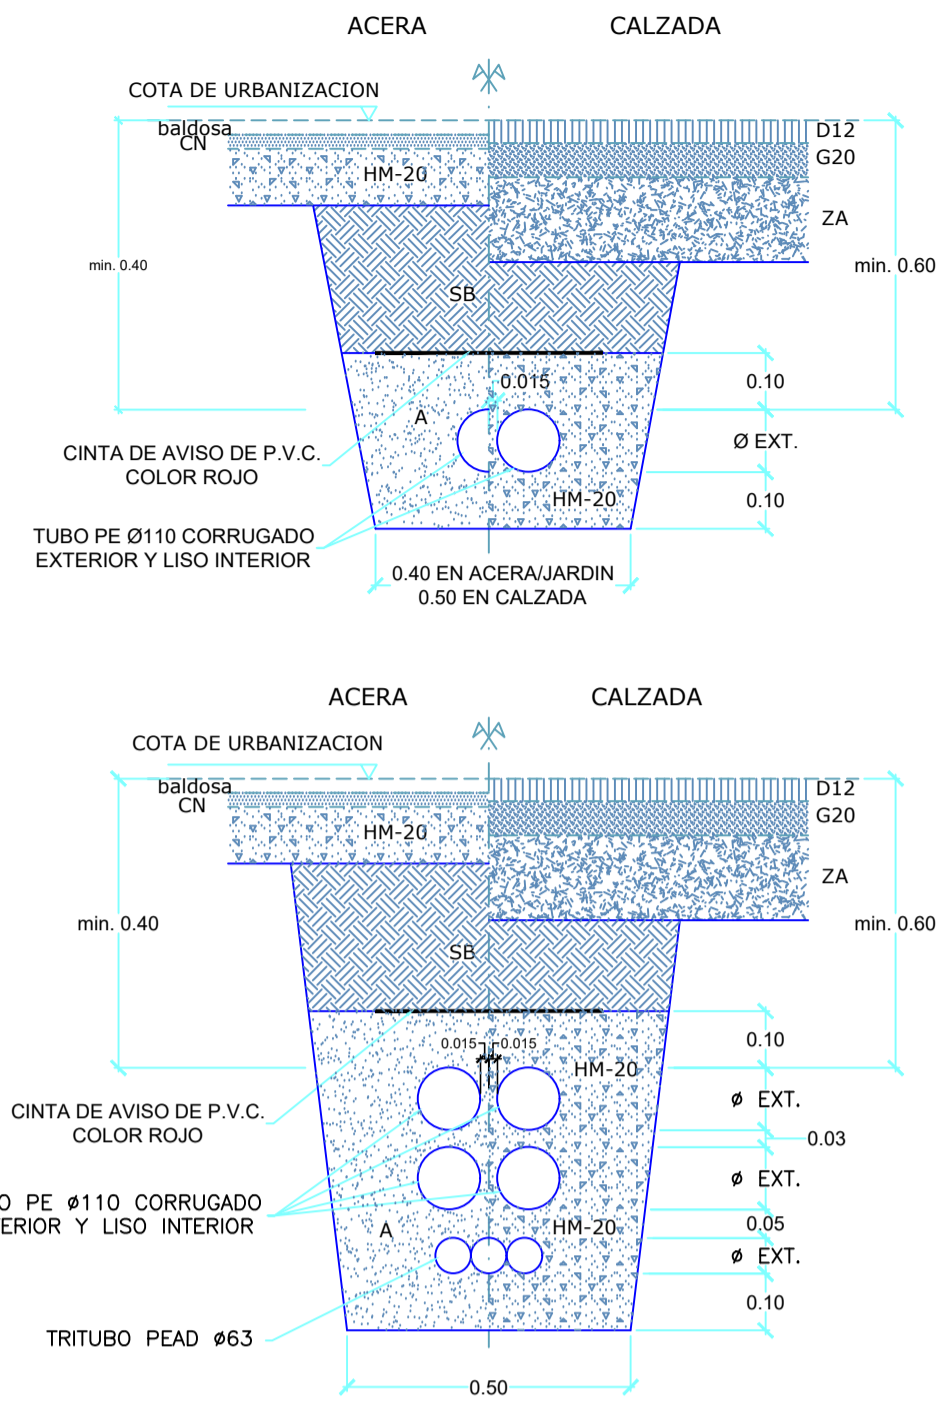 ACERA
CALZADA
COTA DE URBANIZACION
baldosa
CN
HM-20
D12
G20
ZA
min. 0.40
min. 0.60
SB
0.015
0.10
A
Ø EXT.
CINTA DE AVISO DE P.V.C.
COLOR ROJO
HM-20
0.10
TUBO PE Ø110 CORRUGADO
EXTERIOR Y LISO INTERIOR
0.40 EN ACERA/JARDIN
0.50 EN CALZADA
ACERA
CALZADA
COTA DE URBANIZACION
baldosa
CN
HM-20
D12
G20
ZA
min. 0.40
min. 0.60
SB
0.015
0.015
0.10
HM-20
CINTA DE AVISO DE P.V.C.
COLOR ROJO
ø EXT.
0.03
O PE ø110 CORRUGADO
TERIOR Y LISO INTERIOR
ø EXT.
A
HM-20
0.05
ø EXT.
0.10
TRITUBO PEAD ø63
0.50